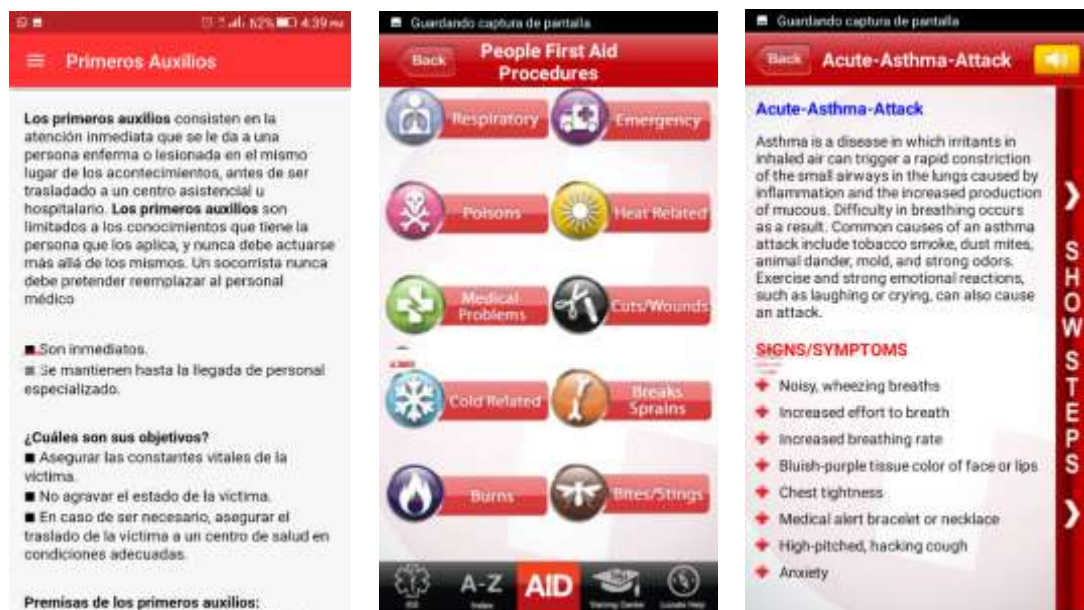 62% 4:39 PM
Primeros Auxilios
Los primeros auxilios consisten en la
atención inmediata que se le da a una
persona enferma o lesionada en el mismo
lugar de los acontecimientos, antes de ser
trasladado a un centro asistencial u
hospitalario. Los primeros auxilios son
limitados a los conocimientos que tiene la
persona que los aplica, y nunca debe actuarse
más allá de los mismos. Un socorrista nunca
debe pretender reemplazar al personal
médico
■ Son inmediatos.
■ Se mantienen hasta la llegada de personal
especializado.
¿Cuáles son sus objetivos?
■ Asegurar las constantes vitales de la
víctima.
■ No agravar el estado de la víctima.
■ En caso de ser necesario, asegurar el
traslado de la víctima a un centro de salud en
condiciones adecuadas.
Premisas de los primeros auxilios:
Guardando captura de pantalla
Back
People First Aid
Procedures
Respiratory
Emergency
Poisons
Heat Related
Medical
Problems
Cuts/Wounds
Cold Related
Breaks
Sprains
Burns
Bites/Stings
A-Z
Index
AID
Training Center
Locate Help
Guardando captura de pantalla
Back
Acute-Asthma-Attack
Acute-Asthma-Attack
Asthma is a disease in which irritants in
inhaled air can trigger a rapid constriction
of the small airways in the lungs caused by
inflammation and the increased production
of mucous. Difficulty in breathing occurs
as a result. Common causes of an asthma
attack include tobacco smoke, dust mites,
animal dander, mold, and strong odors.
Exercise and strong emotional reactions,
such as laughing or crying, can also cause
an attack.
SIGNS/SYMPTOMS
Noisy, wheezing breaths
Increased effort to breath
Increased breathing rate
Bluish-purple tissue color of face or lips
Chest tightness
Medical alert bracelet or necklace
High-pitched, hacking cough
Anxiety
SHOW STEPS